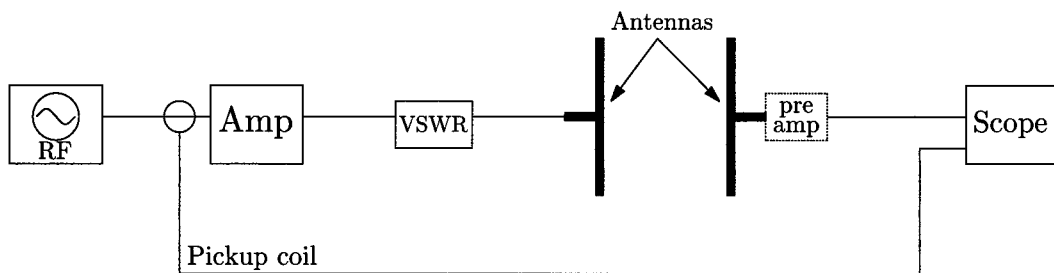 Antennas
RF
Amp
VSWR
pre
amp
Scope
Pickup coil